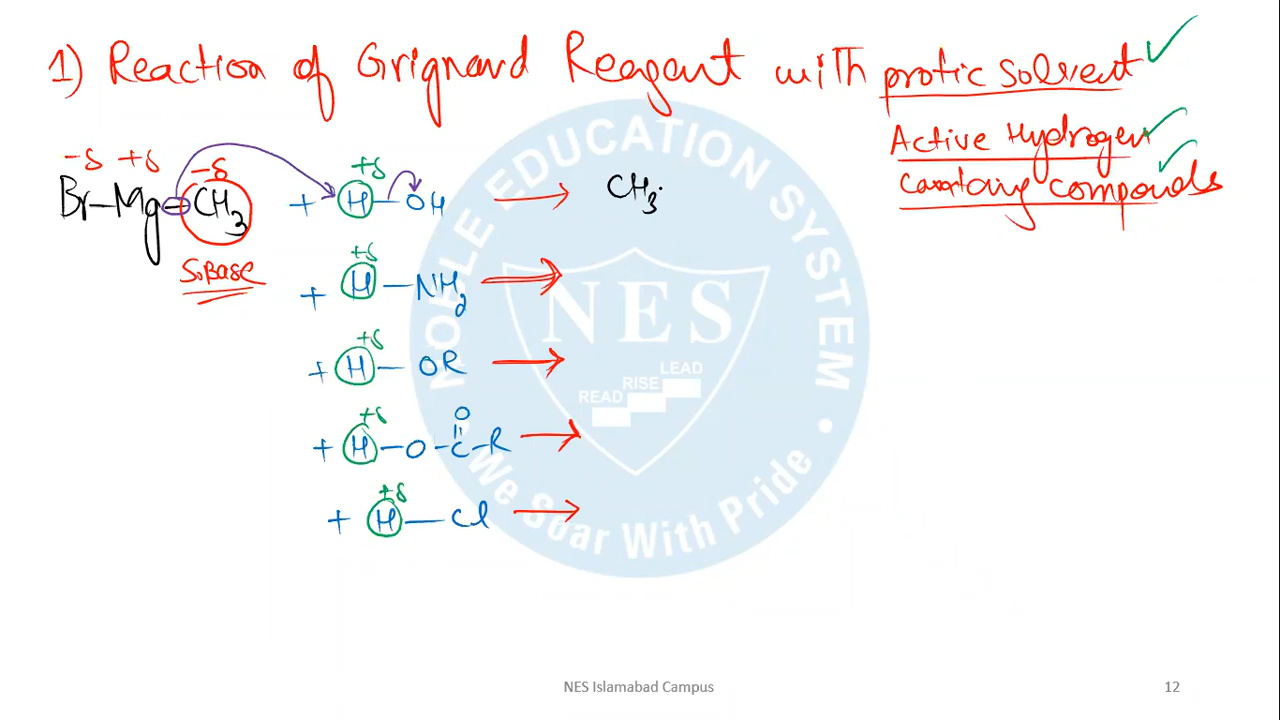 1) Reaction of Grignard Reagent with protic solvent
Active Hydrogen
Containing compounds
-δ +δ -δ +δ
Br-Mg-CH3 + H-OH → CH3
S.Base
+δ
+ H-NH2 →
+δ
+ H-OR →
+δ O
+ H-O-C-R →
+δ
+ H-Cl →
NOBLE EDUCATION SYSTEM
NES
LEAD
RISE
READ
• We Soar With Pride •
NES Islamabad Campus
12